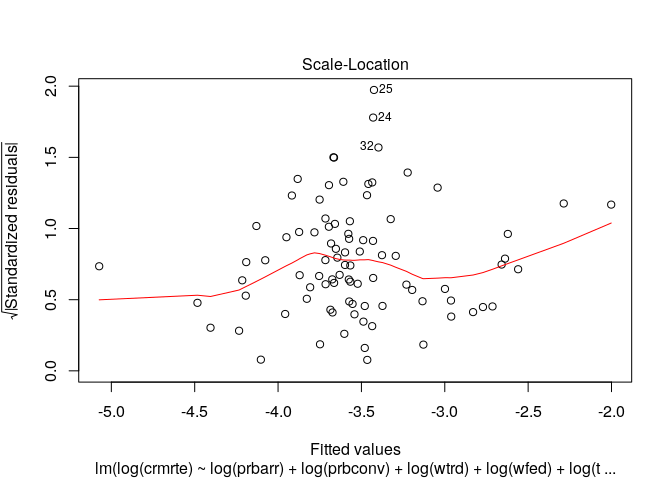 Scale-Location
√|Standardized residuals|
2.0
1.5
1.0
0.5
0.0
25
24
32
-5.0 -4.5 -4.0 -3.5 -3.0 -2.5 -2.0
Fitted values
lm(log(crmrte) ~ log(prbarr) + log(prbconv) + log(wtrd) + log(wfed) + log(t ...